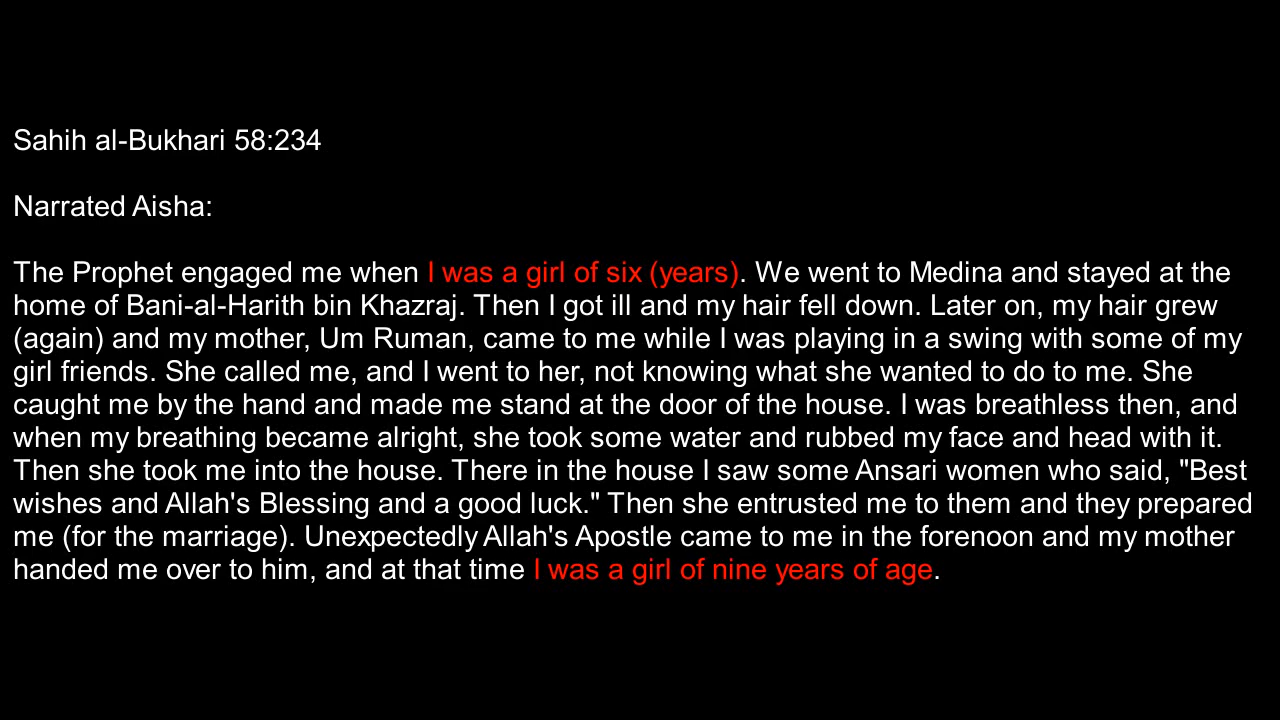 Sahih al-Bukhari 58:234
Narrated Aisha:
The Prophet engaged me when I was a girl of six (years). We went to Medina and stayed at the
home of Bani-al-Harith bin Khazraj. Then I got ill and my hair fell down. Later on, my hair grew
(again) and my mother, Um Ruman, came to me while I was playing in a swing with some of my
girl friends. She called me, and I went to her, not knowing what she wanted to do to me. She
caught me by the hand and made me stand at the door of the house. I was breathless then, and
when my breathing became alright, she took some water and rubbed my face and head with it.
Then she took me into the house. There in the house I saw some Ansari women who said, "Best
wishes and Allah's Blessing and a good luck." Then she entrusted me to them and they prepared
me (for the marriage). Unexpectedly Allah's Apostle came to me in the forenoon and my mother
handed me over to him, and at that time I was a girl of nine years of age.